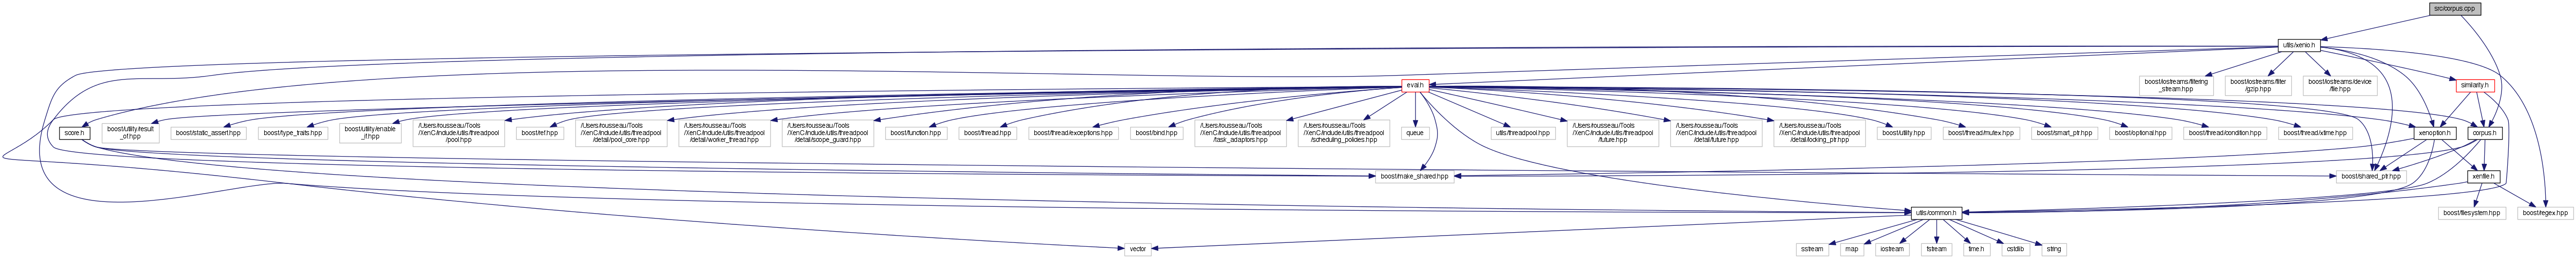 src/corpus.cpp
utils/xenio.h
eval.h
boost/iostreams/filtering
_stream.hpp
boost/iostreams/filter
/gzip.hpp
boost/iostreams/device
/file.hpp
similarity.h
score.h
boost/utility/result
_of.hpp
boost/static_assert.hpp
boost/type_traits.hpp
boost/utility/enable
_if.hpp
/Users/rousseau/Tools
/XenC/include/utils/threadpool
/pool.hpp
boost/ref.hpp
/Users/rousseau/Tools
/XenC/include/utils/threadpool
/detail/pool_core.hpp
/Users/rousseau/Tools
/XenC/include/utils/threadpool
/detail/worker_thread.hpp
/Users/rousseau/Tools
/XenC/include/utils/threadpool
/detail/scope_guard.hpp
boost/function.hpp
boost/thread.hpp
boost/thread/exceptions.hpp
boost/bind.hpp
/Users/rousseau/Tools
/XenC/include/utils/threadpool
/task_adaptors.hpp
/Users/rousseau/Tools
/XenC/include/utils/threadpool
/scheduling_policies.hpp
queue
utils/threadpool.hpp
/Users/rousseau/Tools
/XenC/include/utils/threadpool
/future.hpp
/Users/rousseau/Tools
/XenC/include/utils/threadpool
/detail/future.hpp
/Users/rousseau/Tools
/XenC/include/utils/threadpool
/detail/locking_ptr.hpp
boost/utility.hpp
boost/thread/mutex.hpp
boost/smart_ptr.hpp
boost/optional.hpp
boost/thread/condition.hpp
boost/thread/xtime.hpp
xenoption.h
corpus.h
boost/make_shared.hpp
boost/shared_ptr.hpp
xenfile.h
utils/common.h
boost/filesystem.hpp
boost/regex.hpp
vector
sstream
map
iostream
fstream
time.h
cstdlib
string